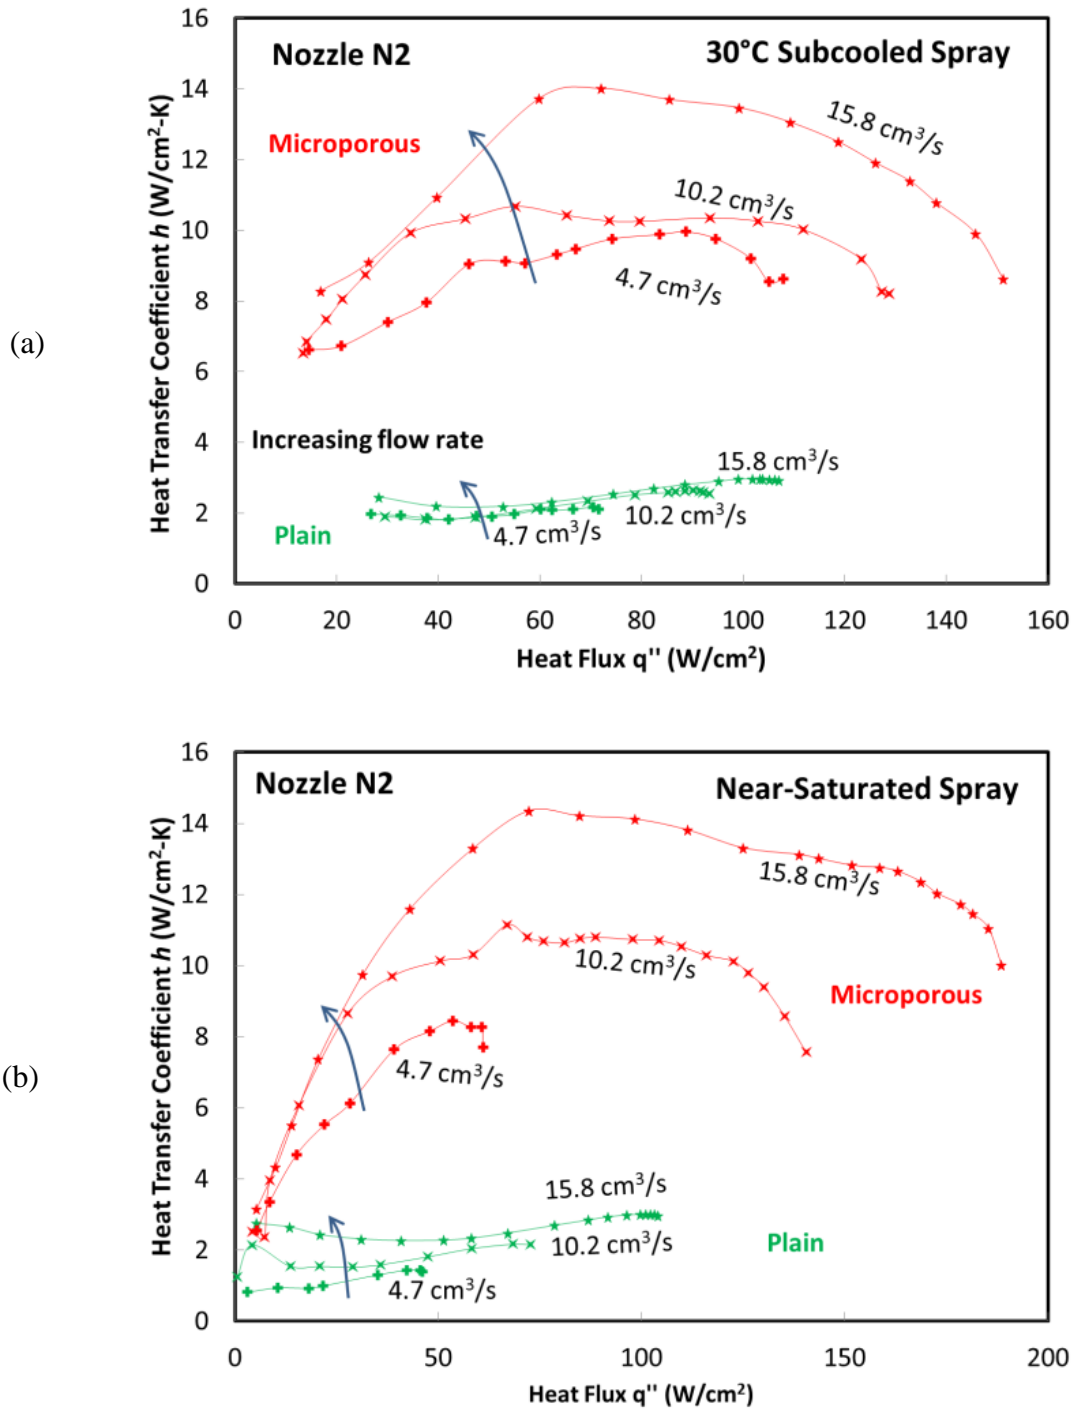 (a)
Nozzle N2
30°C Subcooled Spray
Microporous
15.8 cm³/s
10.2 cm³/s
4.7 cm³/s
Increasing flow rate
15.8 cm³/s
10.2 cm³/s
4.7 cm³/s
Plain
Heat Transfer Coefficient h (W/cm²-K)
16
14
12
10
8
6
4
2
0
0 20 40 60 80 100 120 140 160
Heat Flux q'' (W/cm²)
(b)
Nozzle N2
Near-Saturated Spray
15.8 cm³/s
10.2 cm³/s
Microporous
4.7 cm³/s
15.8 cm³/s
10.2 cm³/s
Plain
4.7 cm³/s
Heat Transfer Coefficient h (W/cm²-K)
16
14
12
10
8
6
4
2
0
0 50 100 150 200
Heat Flux q'' (W/cm²)